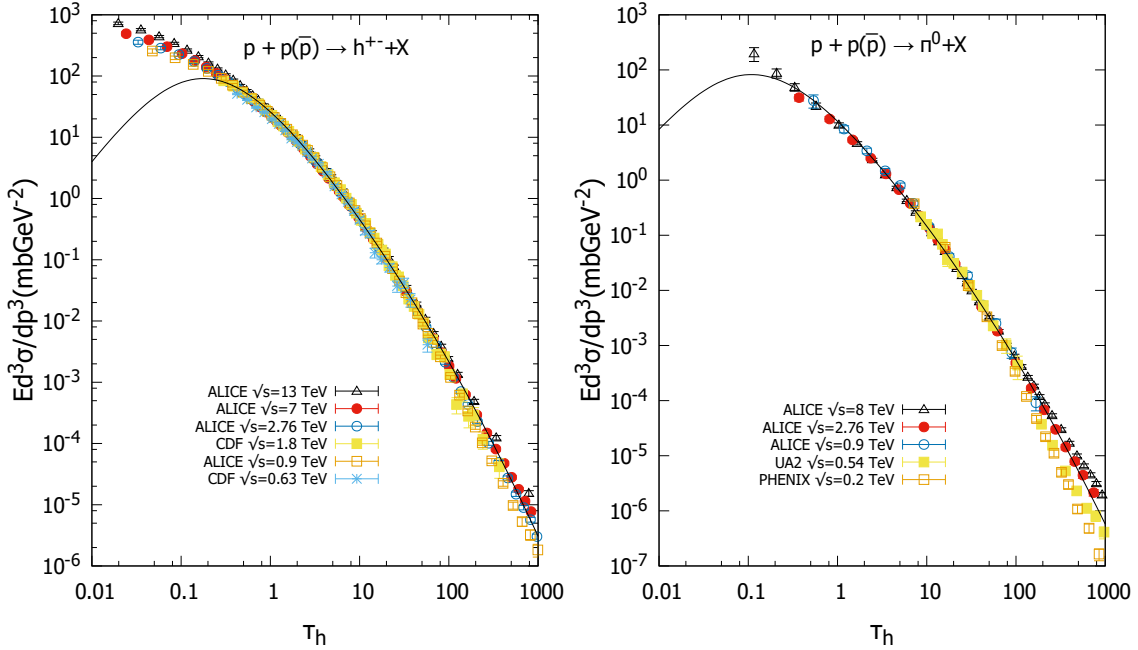 p + p(p̅) → h⁺⁻+X
Ed³σ/dp³(mbGeV⁻²)
10³
10²
10¹
10⁰
10⁻¹
10⁻²
10⁻³
10⁻⁴
10⁻⁵
10⁻⁶
ALICE √s=13 TeV
ALICE √s=7 TeV
ALICE √s=2.76 TeV
CDF √s=1.8 TeV
ALICE √s=0.9 TeV
CDF √s=0.63 TeV
0.01 0.1 1 10 100 1000
τₕ
p + p(p̅) → π⁰+X
Ed³σ/dp³(mbGeV⁻²)
10³
10²
10¹
10⁰
10⁻¹
10⁻²
10⁻³
10⁻⁴
10⁻⁵
10⁻⁶
10⁻⁷
ALICE √s=8 TeV
ALICE √s=2.76 TeV
ALICE √s=0.9 TeV
UA2 √s=0.54 TeV
PHENIX √s=0.2 TeV
0.01 0.1 1 10 100 1000
τₕ